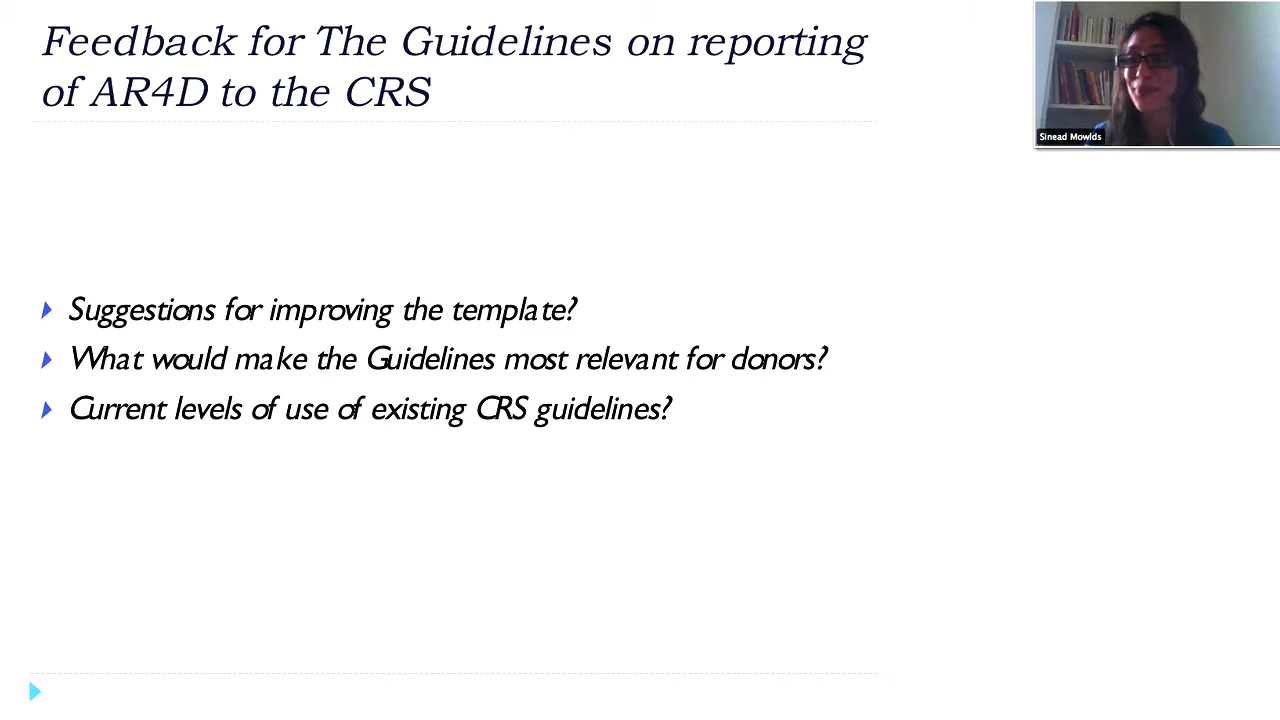 Feedback for The Guidelines on reporting
of AR4D to the CRS
Sinead Mowlds
Suggestions for improving the template?
What would make the Guidelines most relevant for donors?
Current levels of use of existing CRS guidelines?